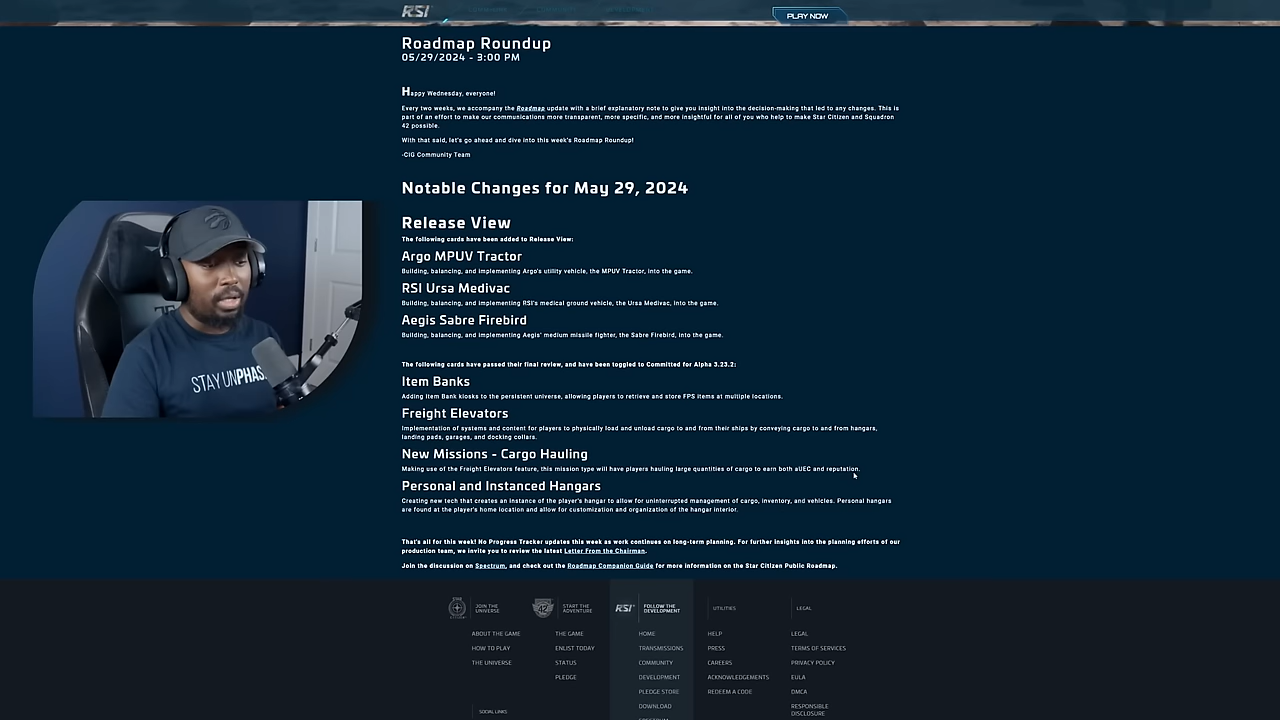 RSI
PLAY NOW
Roadmap Roundup
05/29/2024 - 3:00 PM
Happy Wednesday, everyone!
Every two weeks, we accompany the Roadmap update with a brief explanatory note to give you insight into the decision-making that led to any changes. This is
part of an effort to make our communications more transparent, more specific, and more insightful for all of you who help to make Star Citizen and Squadron
42 possible.
With that said, let's go ahead and dive into this week's Roadmap Roundup!
-CIG Community Team
Notable Changes for May 29, 2024
Release View
The following cards have been added to Release View:
Argo MPUV Tractor
Building, balancing, and implementing Argo's utility vehicle, the MPUV Tractor, into the game.
RSI Ursa Medivac
Building, balancing, and implementing RSI's medical ground vehicle, the Ursa Medivac, into the game.
Aegis Sabre Firebird
Building, balancing, and implementing Aegis' medium missile fighter, the Sabre Firebird, into the game.
The following cards have passed their final review, and have been toggled to Committed for Alpha 3.23.2:
Item Banks
Adding Item Bank kiosks to the persistent universe, allowing players to retrieve and store FPS items at multiple locations.
Freight Elevators
Implementation of systems and content for players to physically load and unload cargo to and from their ships by conveying cargo to and from hangars,
landing pads, garages, and docking collars.
New Missions - Cargo Hauling
Making use of the Freight Elevators feature, this mission type will have players hauling large quantities of cargo to earn both aUEC and reputation.
Personal and Instanced Hangars
Creating new tech that creates an instance of the player's hangar to allow for uninterrupted management of cargo, inventory, and vehicles. Personal hangars
are found at the player's home location and allow for customization and organization of the hangar interior.
That's all for this week! No Progress Tracker updates this week as work continues on long-term planning. For further insights into the planning efforts of our
production team, we invite you to review the latest Letter From the Chairman.
Join the discussion on Spectrum, and check out the Roadmap Companion Guide for more information on the Star Citizen Public Roadmap.
STAY UNPHAS
JOIN THE
UNIVERSE
ABOUT THE GAME
HOW TO PLAY
THE UNIVERSE
SOCIAL LINKS
START THE
ADVENTURE
THE GAME
ENLIST TODAY
STATUS
PLEDGE
RSI
FOLLOW THE
DEVELOPMENT
HOME
TRANSMISSIONS
COMMUNITY
DEVELOPMENT
PLEDGE STORE
DOWNLOAD
UTILITIES
HELP
PRESS
CAREERS
ACKNOWLEDGEMENTS
REDEEM A CODE
LEGAL
LEGAL
TERMS OF SERVICES
PRIVACY POLICY
EULA
DMCA
RESPONSIBLE
DISCLOSURE